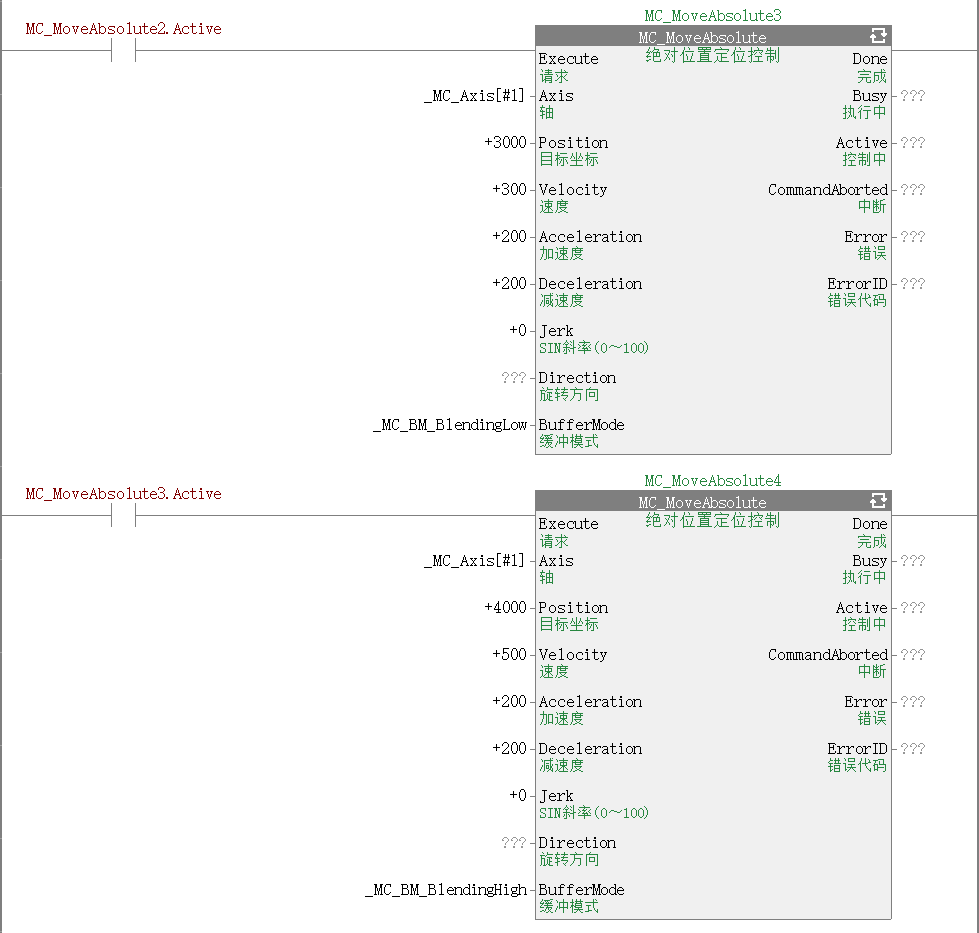 MC_MoveAbsolute2.Active
MC_MoveAbsolute3
MC_MoveAbsolute
绝对位置定位控制
Execute Done
请求 完成
_MC_Axis[#1] Axis Busy ???
轴 执行中
+3000 Position Active ???
目标坐标 控制中
+300 Velocity CommandAborted ???
速度 中断
+200 Acceleration Error ???
加速度 错误
+200 Deceleration ErrorID ???
减速度 错误代码
+0 Jerk
SIN斜率(0～100)
??? Direction
旋转方向
_MC_BM_BlendingLow BufferMode
缓冲模式
MC_MoveAbsolute3.Active
MC_MoveAbsolute4
MC_MoveAbsolute
绝对位置定位控制
Execute Done
请求 完成
_MC_Axis[#1] Axis Busy ???
轴 执行中
+4000 Position Active ???
目标坐标 控制中
+500 Velocity CommandAborted ???
速度 中断
+200 Acceleration Error ???
加速度 错误
+200 Deceleration ErrorID ???
减速度 错误代码
+0 Jerk
SIN斜率(0～100)
??? Direction
旋转方向
_MC_BM_BlendingHigh BufferMode
缓冲模式